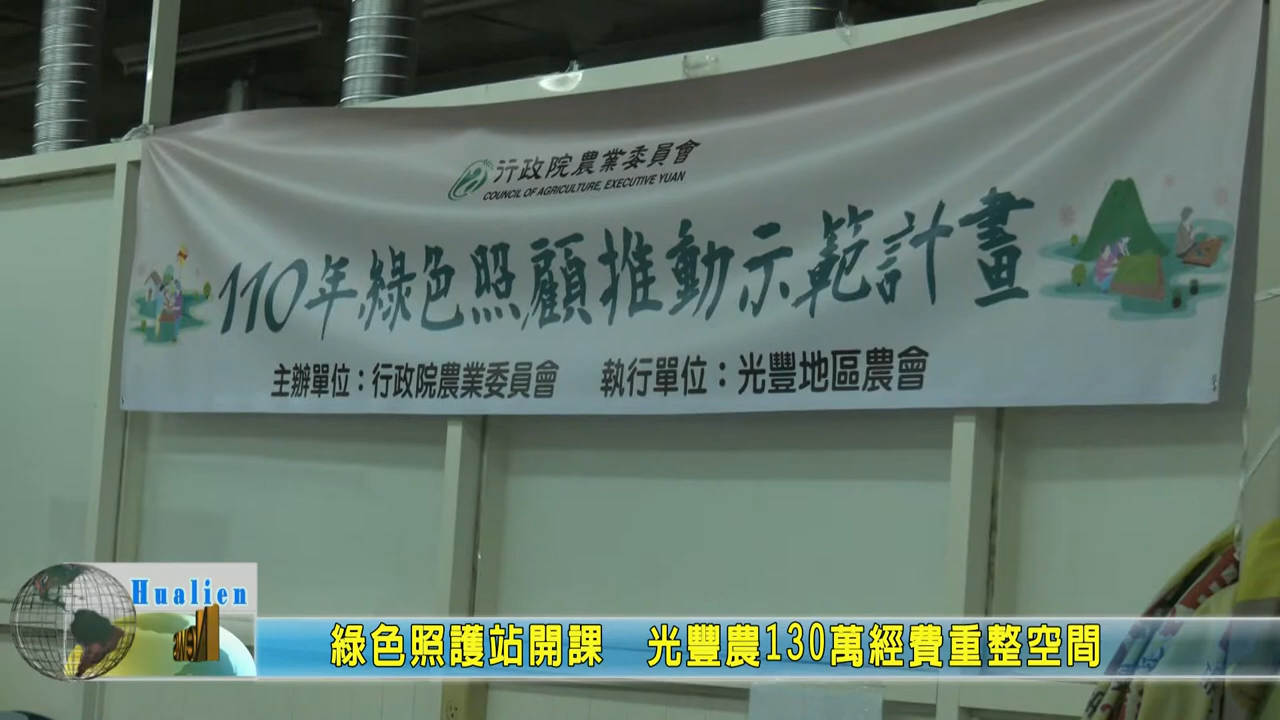 行政院農業委員會
COUNCIL OF AGRICULTURE, EXECUTIVE YUAN
110年綠色照顧推動示範計畫
主辦單位：行政院農業委員會 執行單位：光豐地區農會
Hualien
News
綠色照護站開課 光豐農130萬經費重整空間